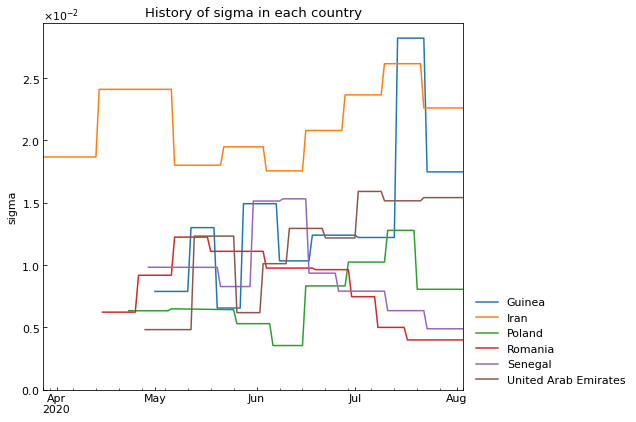 History of sigma in each country
×10⁻²
2.5
2.0
1.5
1.0
0.5
0.0
sigma
Apr May Jun Jul Aug
2020
Guinea
Iran
Poland
Romania
Senegal
United Arab Emirates